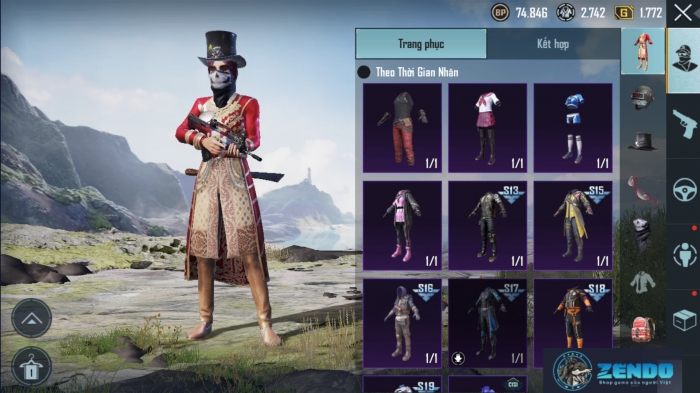 BP 74.846 2.742 G 1.772
Trang phục Kết hợp
Theo Thời Gian Nhận
1/1 1/1 1/1
S13 S15
1/1 1/1 1/1
S16 S17 S18
1/1 1/1 1/1
S19
ZENDO
Shop game của người Việt